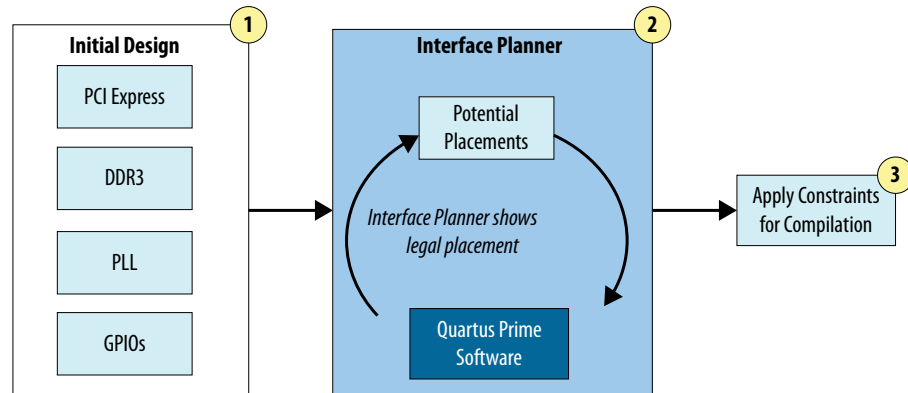 1
Initial Design
PCI Express
DDR3
PLL
GPIOs
2
Interface Planner
Potential
Placements
Interface Planner shows
legal placement
Quartus Prime
Software
3
Apply Constraints
for Compilation